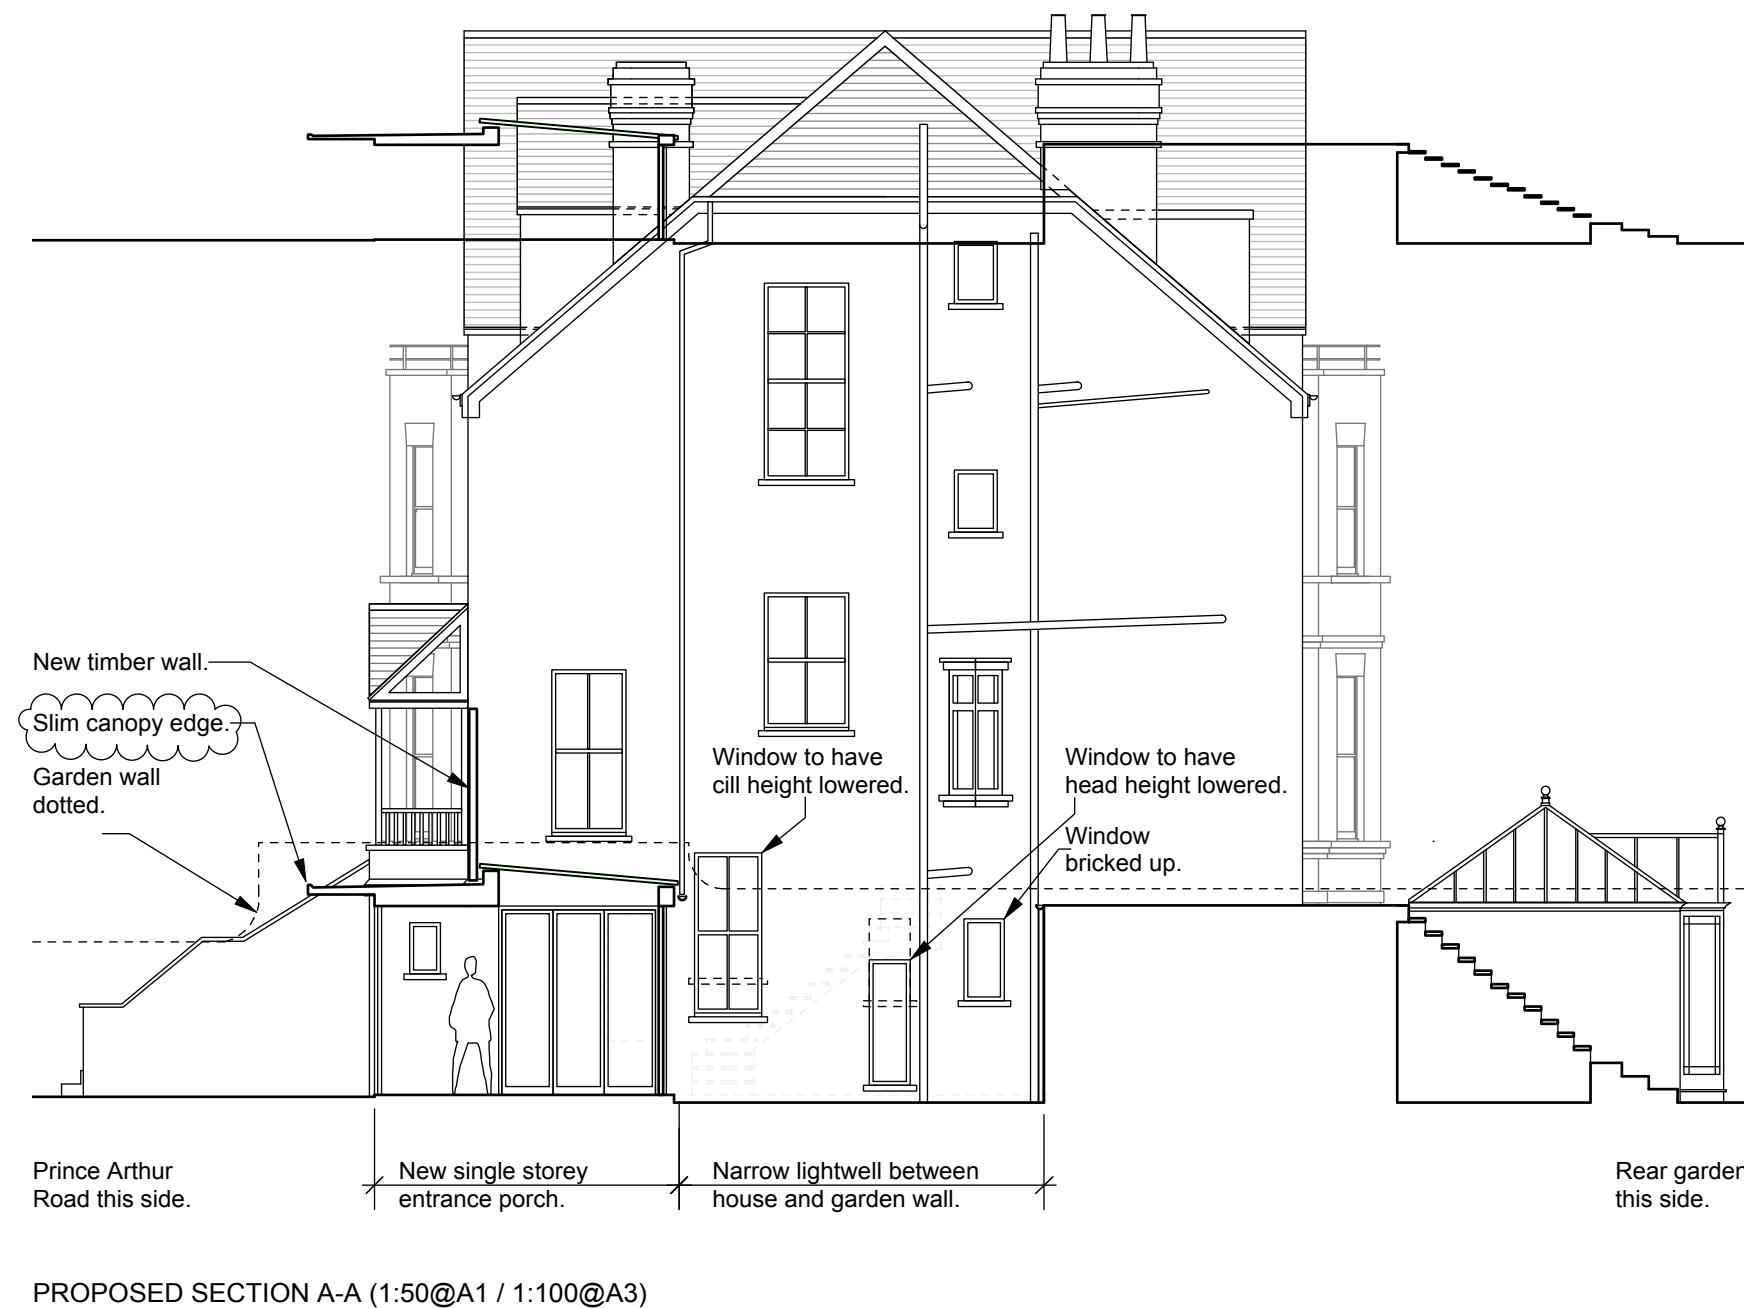 New timber wall.
Slim canopy edge.
Garden wall
dotted.
Window to have
cill height lowered.
Window to have
head height lowered.
Window
bricked up.
Prince Arthur
Road this side.
New single storey
entrance porch.
Narrow lightwell between
house and garden wall.
Rear garden
this side.
PROPOSED SECTION A-A (1:50@A1 / 1:100@A3)